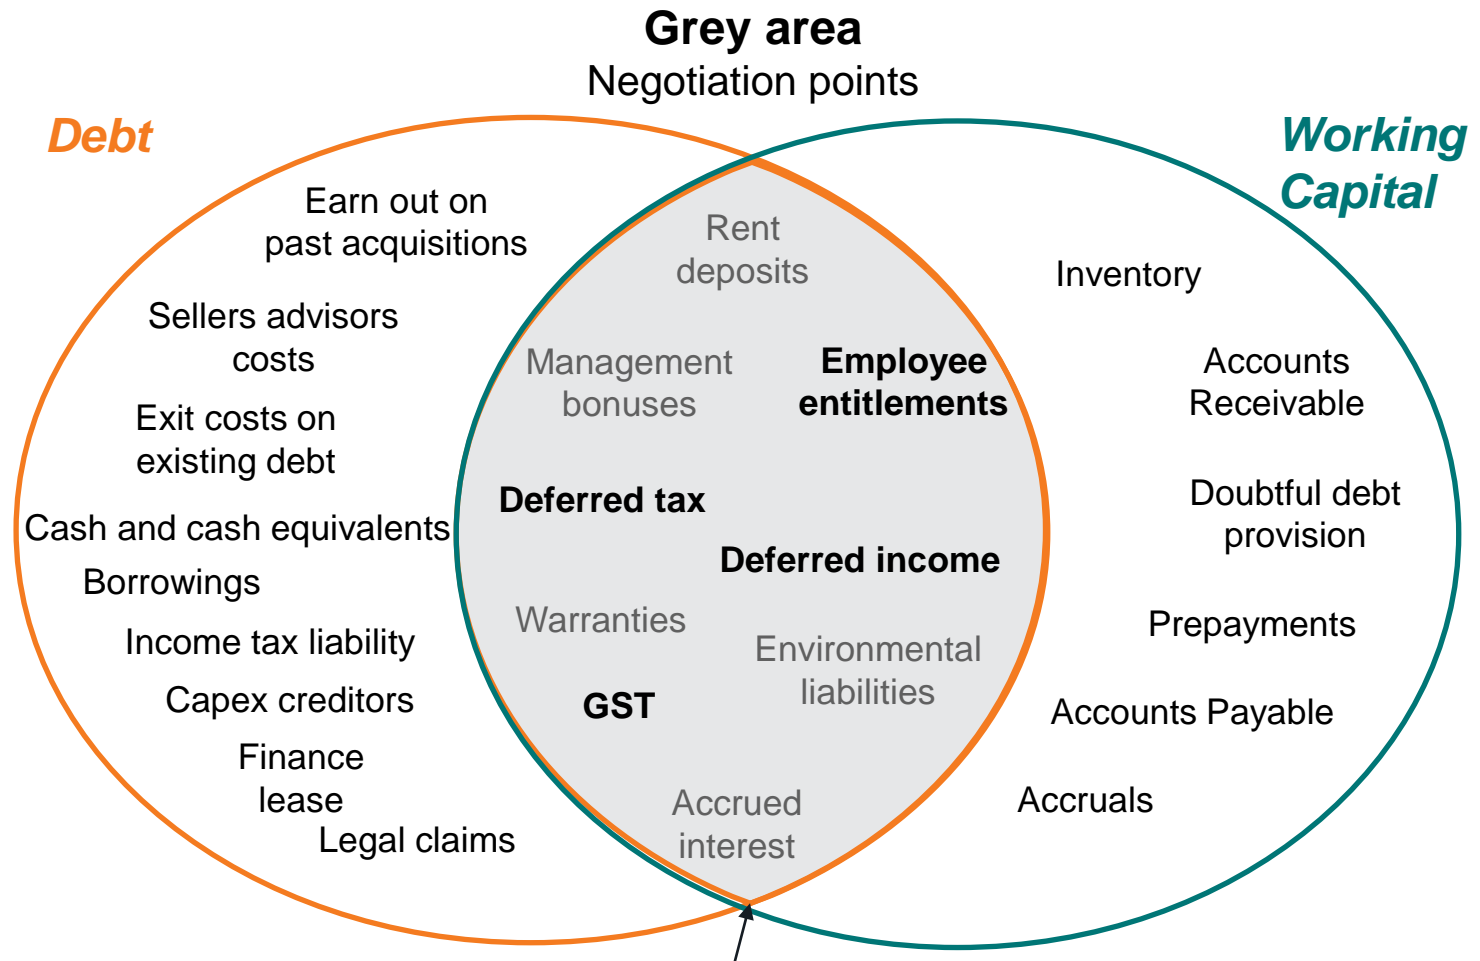 Grey area
Negotiation points
Debt
Earn out on
past acquisitions
Sellers advisors
costs
Exit costs on
existing debt
Cash and cash equivalents
Borrowings
Income tax liability
Capex creditors
Finance
lease
Legal claims
Rent
deposits
Management
bonuses
Employee
entitlements
Deferred tax
Deferred income
Warranties
Environmental
liabilities
GST
Accrued
interest
Working
Capital
Inventory
Accounts
Receivable
Doubtful debt
provision
Prepayments
Accounts Payable
Accruals